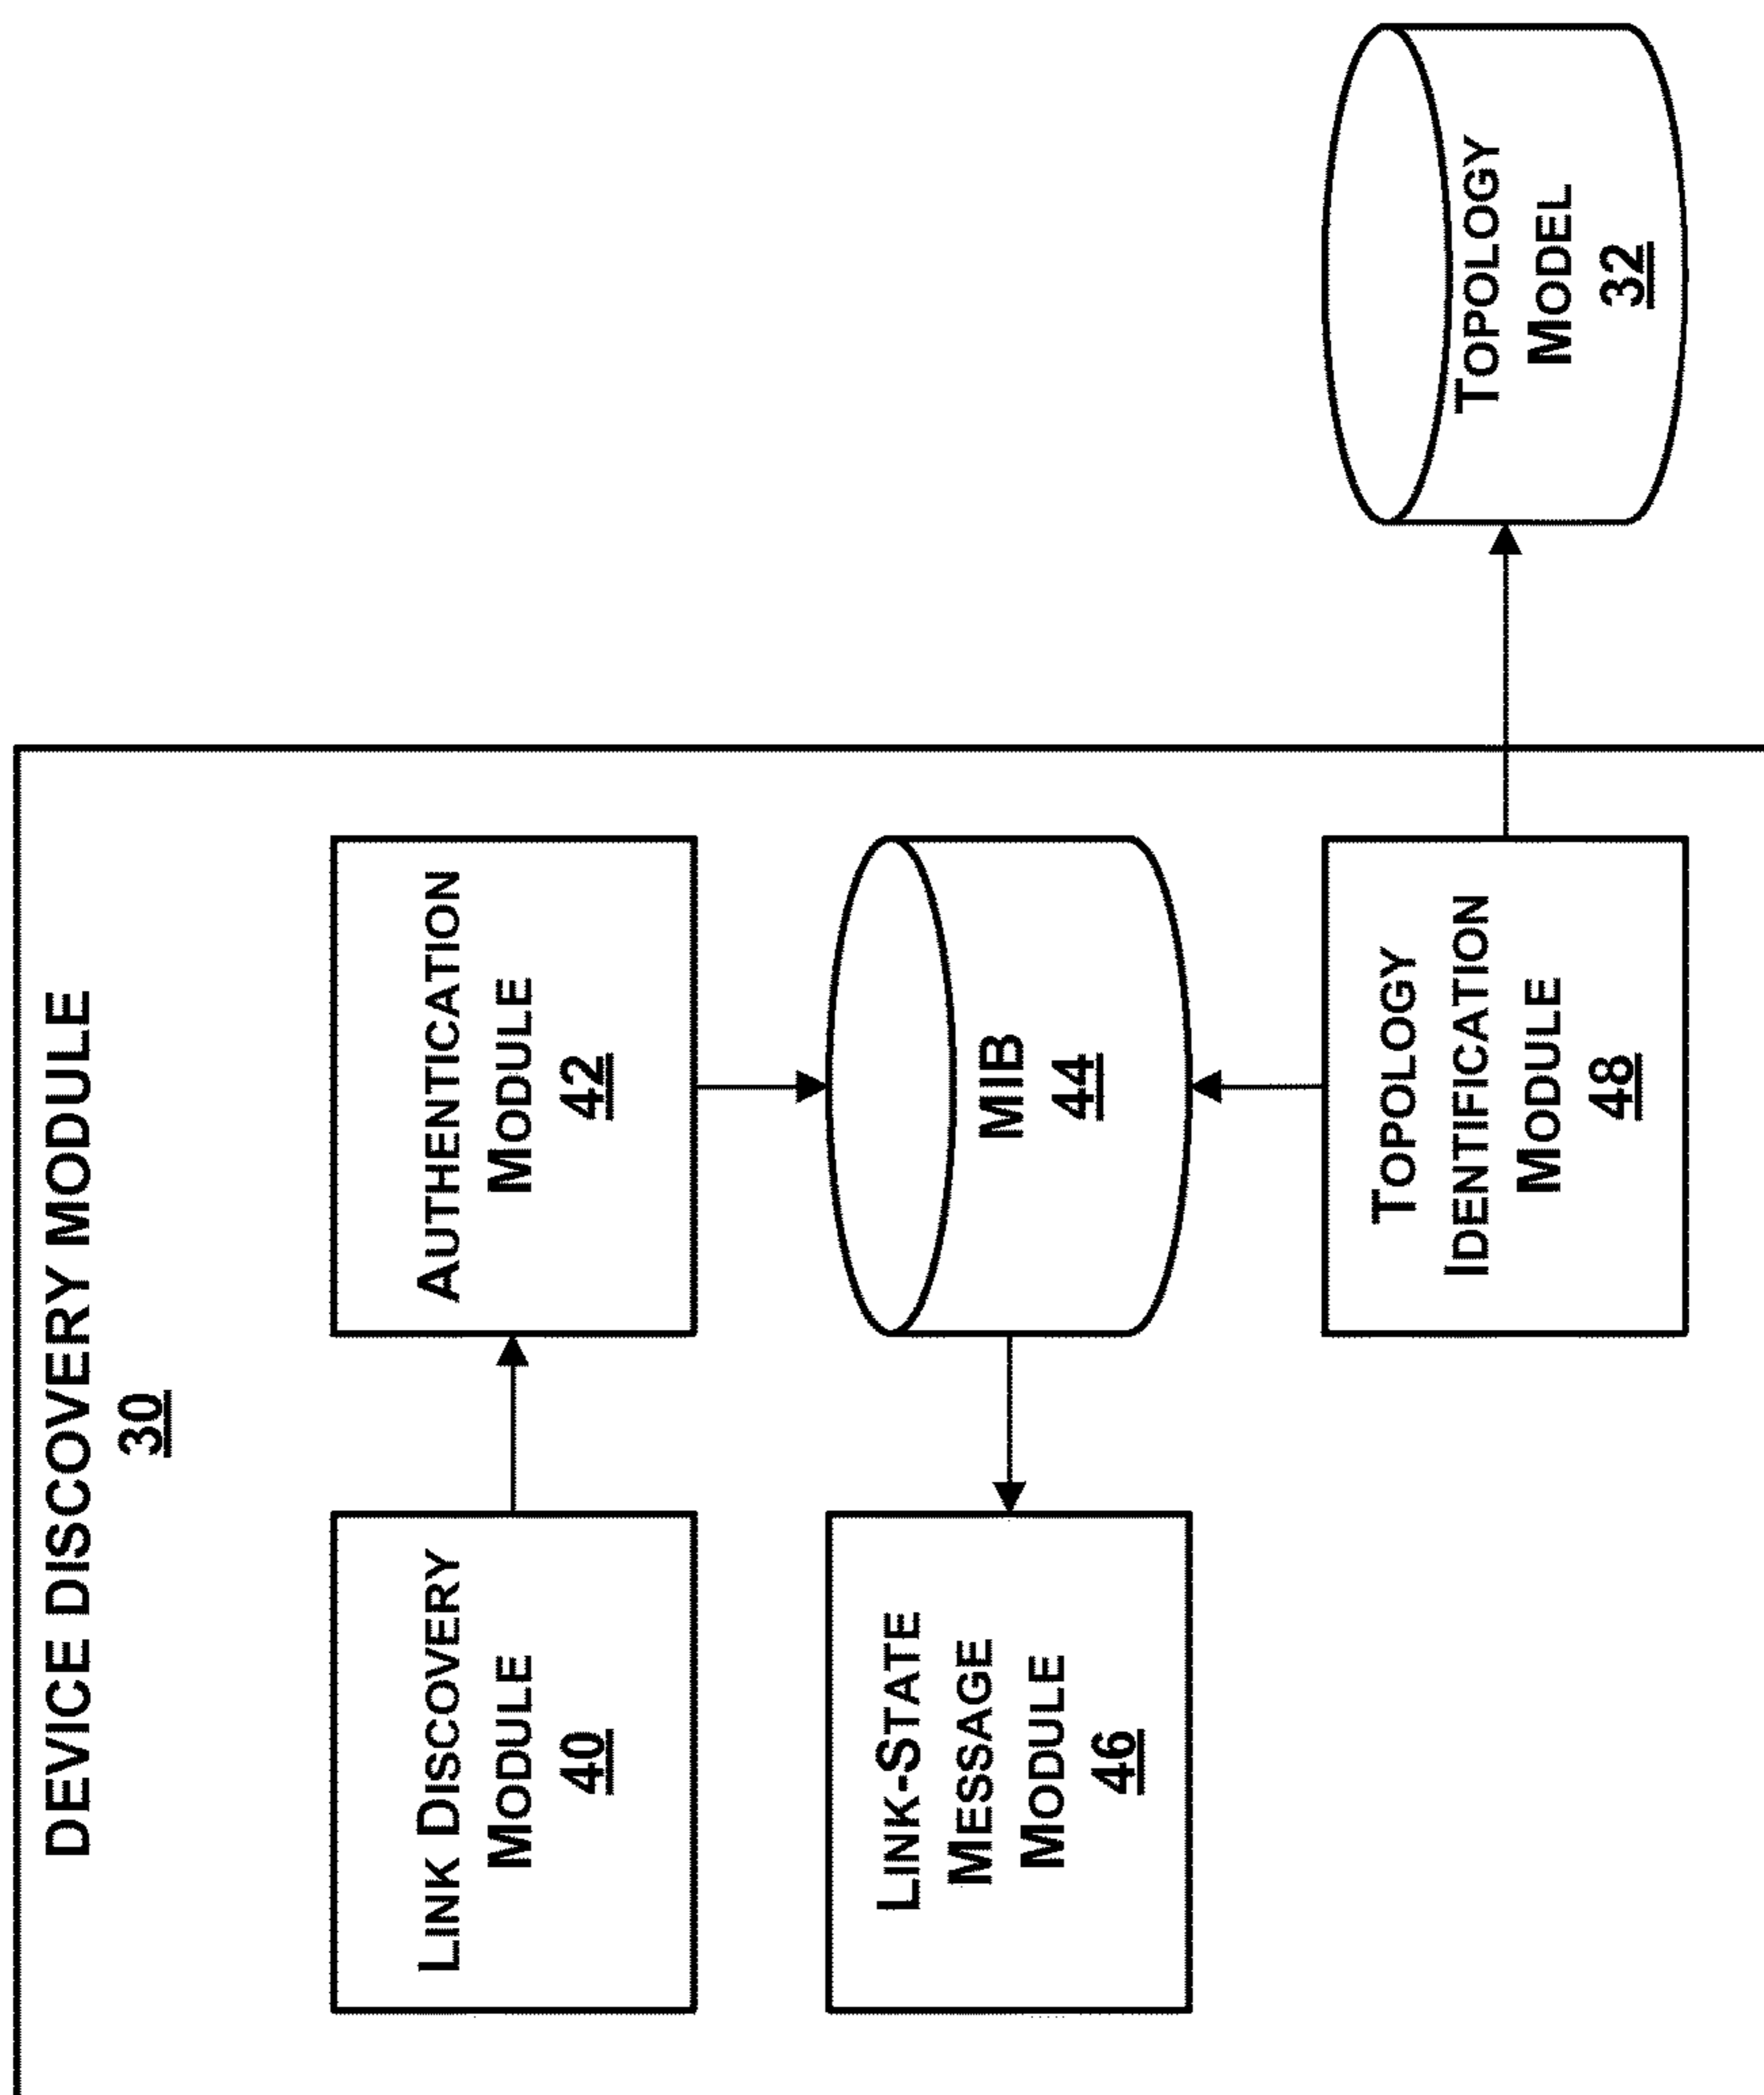 DEVICE DISCOVERY MODULE
30
LINK DISCOVERY
MODULE
40
AUTHENTICATION
MODULE
42
LINK-STATE
MESSAGE
MODULE
46
MIB
44
TOPOLOGY
IDENTIFICATION
MODULE
48
TOPOLOGY
MODEL
32